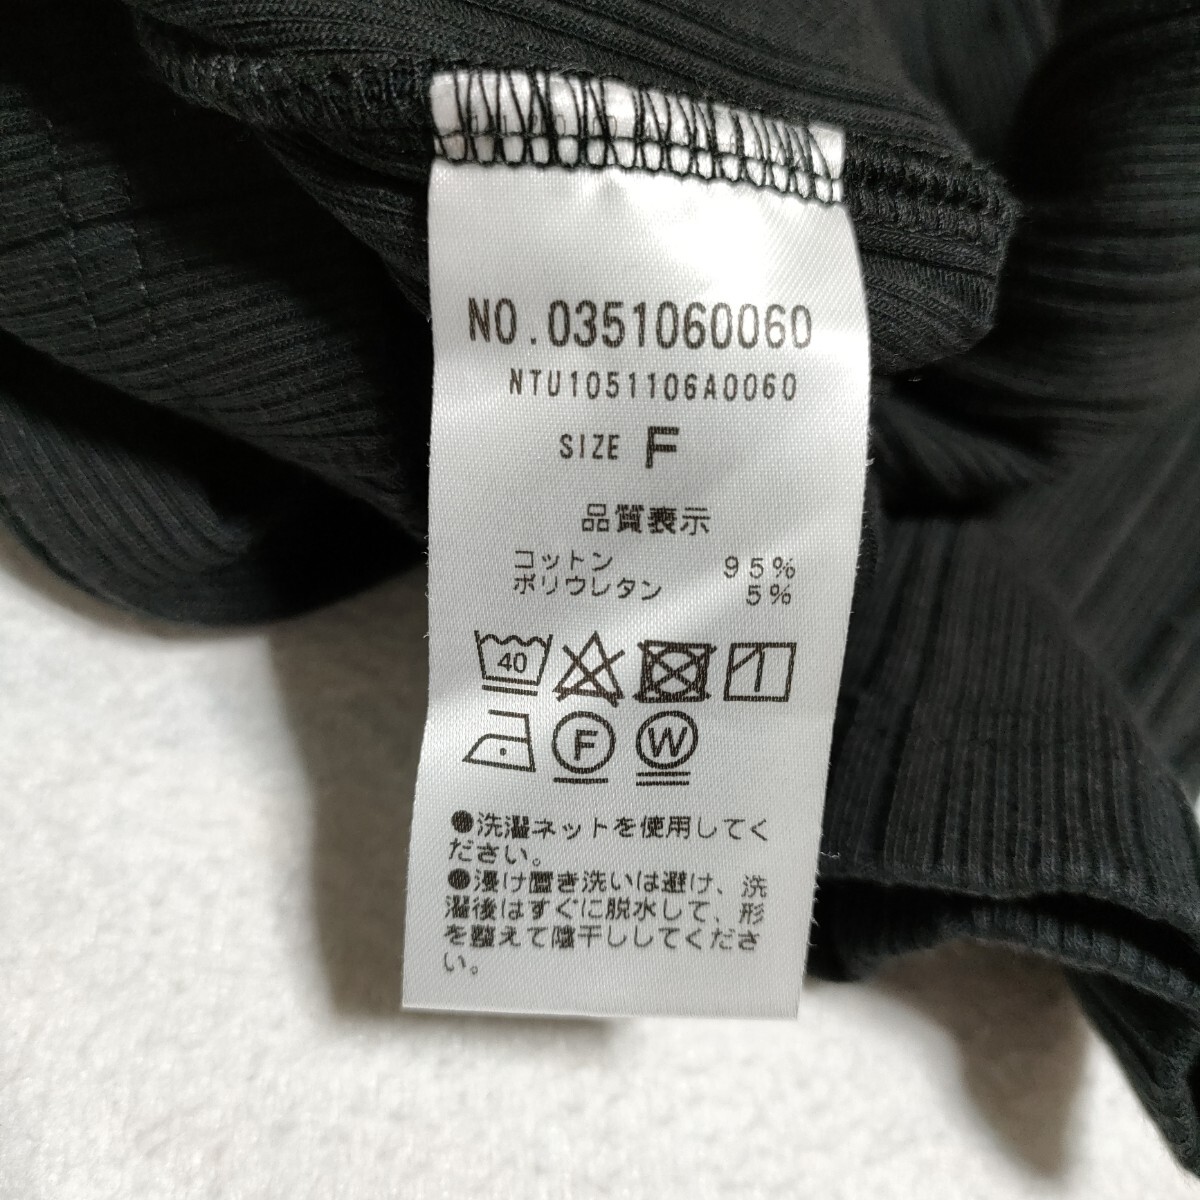 NO.0351060060
NTU1051106A0060
SIZE F
品質表示
コットン 95%
ポリウレタン 5%
40
F W
●洗濯ネットを使用してく
ださい。
●浸け置き洗いは避け、洗
濯後はすぐに脱水して、形
を整えて陰干ししてくださ
い。